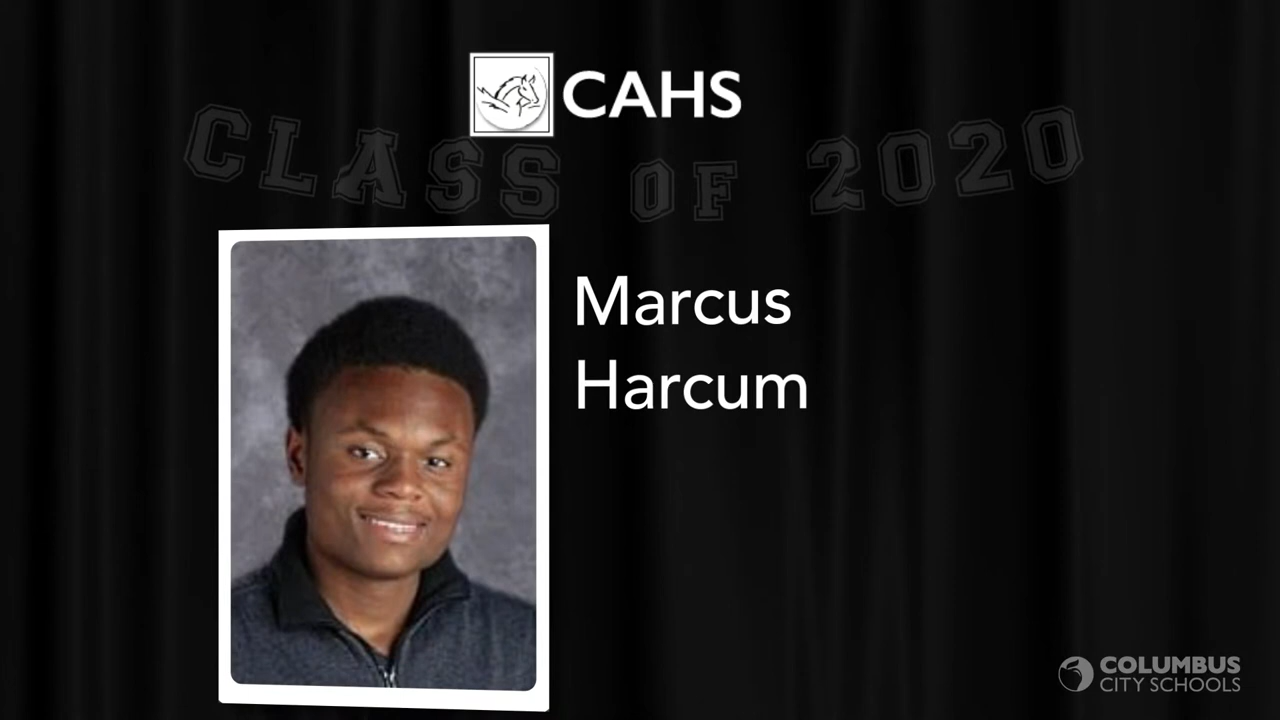 CAHS
CLASS OF 2020
Marcus
Harcum
COLUMBUS
CITY SCHOOLS